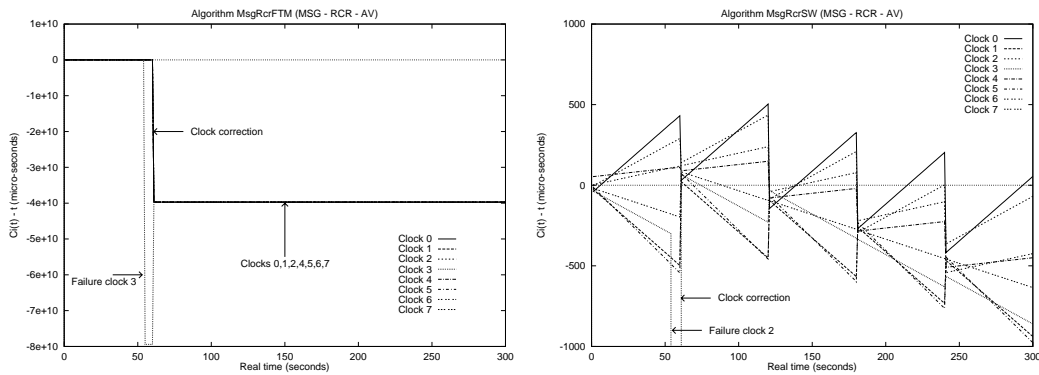 Algorithm MsgRcrFTM (MSG - RCR - AV)
Ci(t) - t (micro-seconds)
1e+10
0
-1e+10
-2e+10
-3e+10
-4e+10
-5e+10
-6e+10
-7e+10
-8e+10
Clock correction
Clocks 0,1,2,4,5,6,7
Failure clock 3
Clock 0
Clock 1
Clock 2
Clock 3
Clock 4
Clock 5
Clock 6
Clock 7
0 50 100 150 200 250 300
Real time (seconds)
Algorithm MsgRcrSW (MSG - RCR - AV)
Ci(t) - t (micro-seconds)
1000
500
0
-500
-1000
Clock 0
Clock 1
Clock 2
Clock 3
Clock 4
Clock 5
Clock 6
Clock 7
Clock correction
Failure clock 2
0 50 100 150 200 250 300
Real time (seconds)